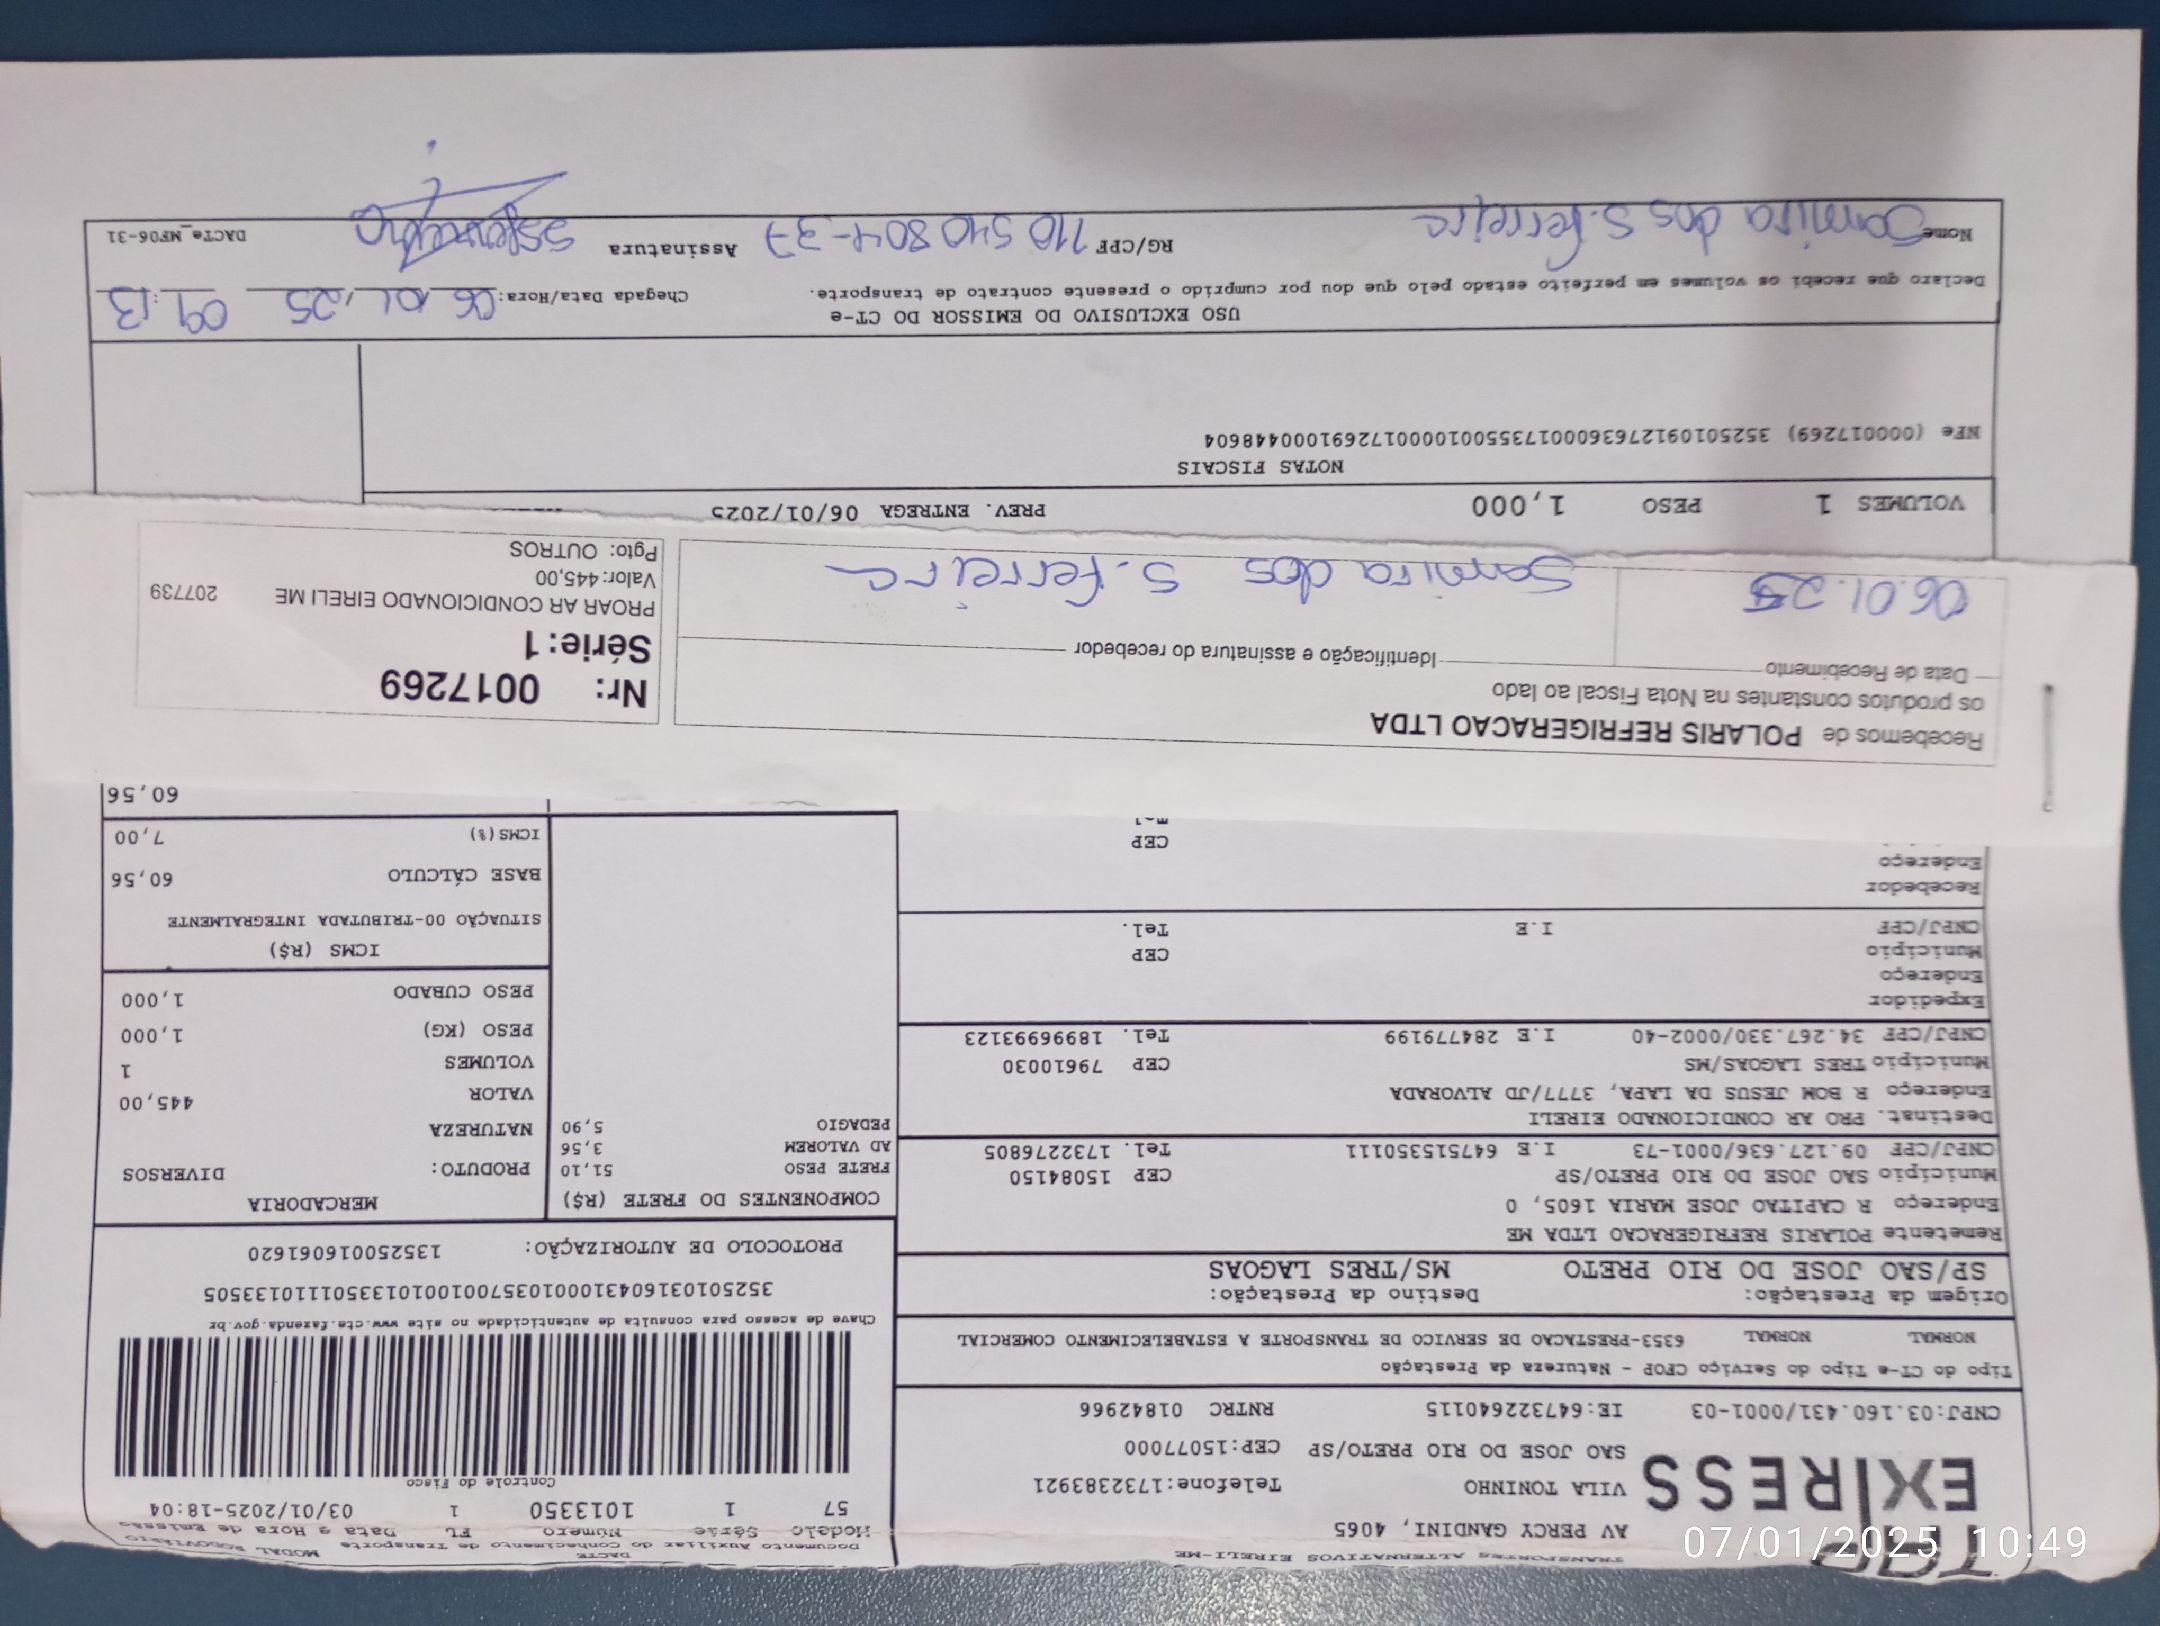 TRANSPORTES ALTERNATIVOS EIRELI-ME
AV PERCY GANDINI, 4065
VILA TONINHO Telefone:1732383921
SAO JOSE DO RIO PRETO/SP CEP:15077000
EXPRESS
CNPJ:03.160.431/0001-03 IE:647322640115 RNTRC 01842966
DACTE MODAL RODOVIÁRIO
Documento Auxiliar do Conhecimento de Transporte
Modelo Série Número FL Data e Hora de Emissão
57 1 1013350 1 03/01/2025-18:04
Controle do Fisco
Tipo do CT-e Tipo do Serviço CFOP - Natureza da Prestação
NORMAL NORMAL 6353-PRESTACAO DE SERVICO DE TRANSPORTE A ESTABELECIMENTO COMERCIAL
Chave de acesso para consulta de autenticidade no site www.cte.fazenda.gov.br
35250103160431000103570010010133501110133505
Origem da Prestação: Destino da Prestação:
SP/SAO JOSE DO RIO PRETO MS/TRES LAGOAS
PROTOCOLO DE AUTORIZAÇÃO: 135250016061620
Remetente POLARIS REFRIGERACAO LTDA ME
Endereço R CAPITAO JOSE MARIA 1605, 0
Município SAO JOSE DO RIO PRETO/SP CEP 15084150
CNPJ/CPF 09.127.636/0001-73 I.E 647515350111 Tel. 1732276805
Destinat. PRO AR CONDICIONADO EIRELI
Endereço R BOM JESUS DA LAPA, 3777/JD ALVORADA
Município TRES LAGOAS/MS CEP 79610030
CNPJ/CPF 34.267.330/0002-40 I.E 284779199 Tel. 18996993123
Expedidor
Endereço
Município CEP
CNPJ/CPF I.E Tel.
Recebedor
Endereço
CEP
Tel
COMPONENTES DO FRETE (R$)
FRETE PESO 51,10
AD VALOREM 3,56
PEDAGIO 5,90
MERCADORIA
PRODUTO: DIVERSOS
NATUREZA
VALOR 445,00
VOLUMES 1
PESO (KG) 1,000
PESO CUBADO 1,000
ICMS (R$)
SITUAÇÃO 00-TRIBUTADA INTEGRALMENTE
BASE CÁLCULO 60,56
ICMS(%) 7,00
60,56
Recebemos de POLARIS REFRIGERACAO LTDA
os produtos constantes na Nota Fiscal ao lado
Data de Recebimento Identificação e assinatura do recebedor
06.01.25 Samira dos S. Ferreira
Nr: 0017269
Série: 1
PROAR AR CONDICIONADO EIRELI ME 207739
Valor:445,00
Pgto: OUTROS
VOLUMES 1 PESO 1,000 PREV. ENTREGA 06/01/2025
NOTAS FISCAIS
NFe (000017269) 35250109127636000173550010000172691000448604
USO EXCLUSIVO DO EMISSOR DO CT-e
Declaro que recebi os volumes em perfeito estado pelo que dou por cumprido o presente contrato de transporte. Chegada Data/Hora: 06/01/25 09:13
Nome Samira dos S. Ferreira RG/CPF 110 540 804-37 Assinatura DACTe_MF06-31
07/01/2025 10:49